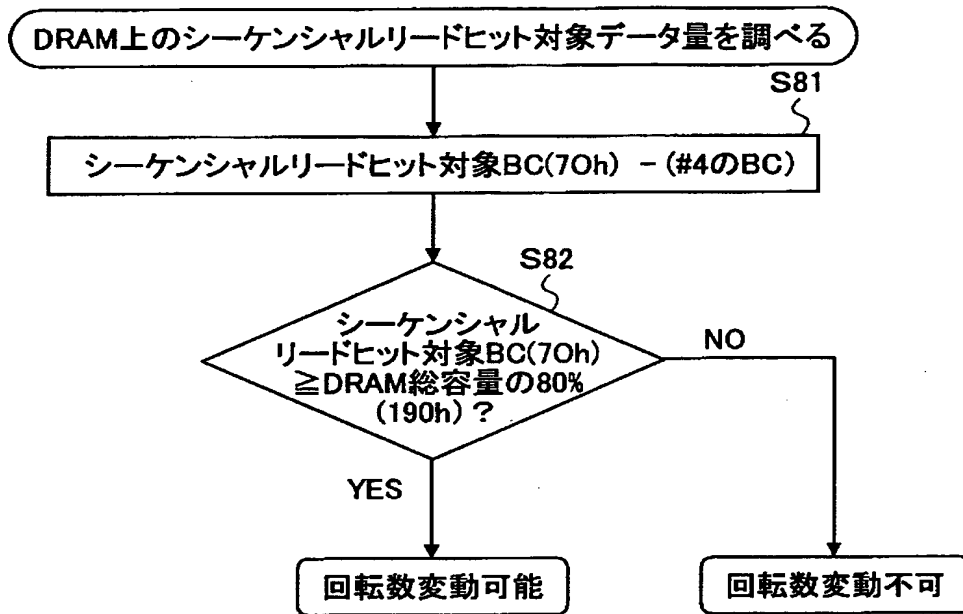 DRAM上のシーケンシャルリードヒット対象データ量を調べる
S81
シーケンシャルリードヒット対象BC(70h) - (#4のBC)
S82
シーケンシャル
リードヒット対象BC(70h)
≧DRAM総容量の80%
(190h) ?
NO
YES
回転数変動可能
回転数変動不可